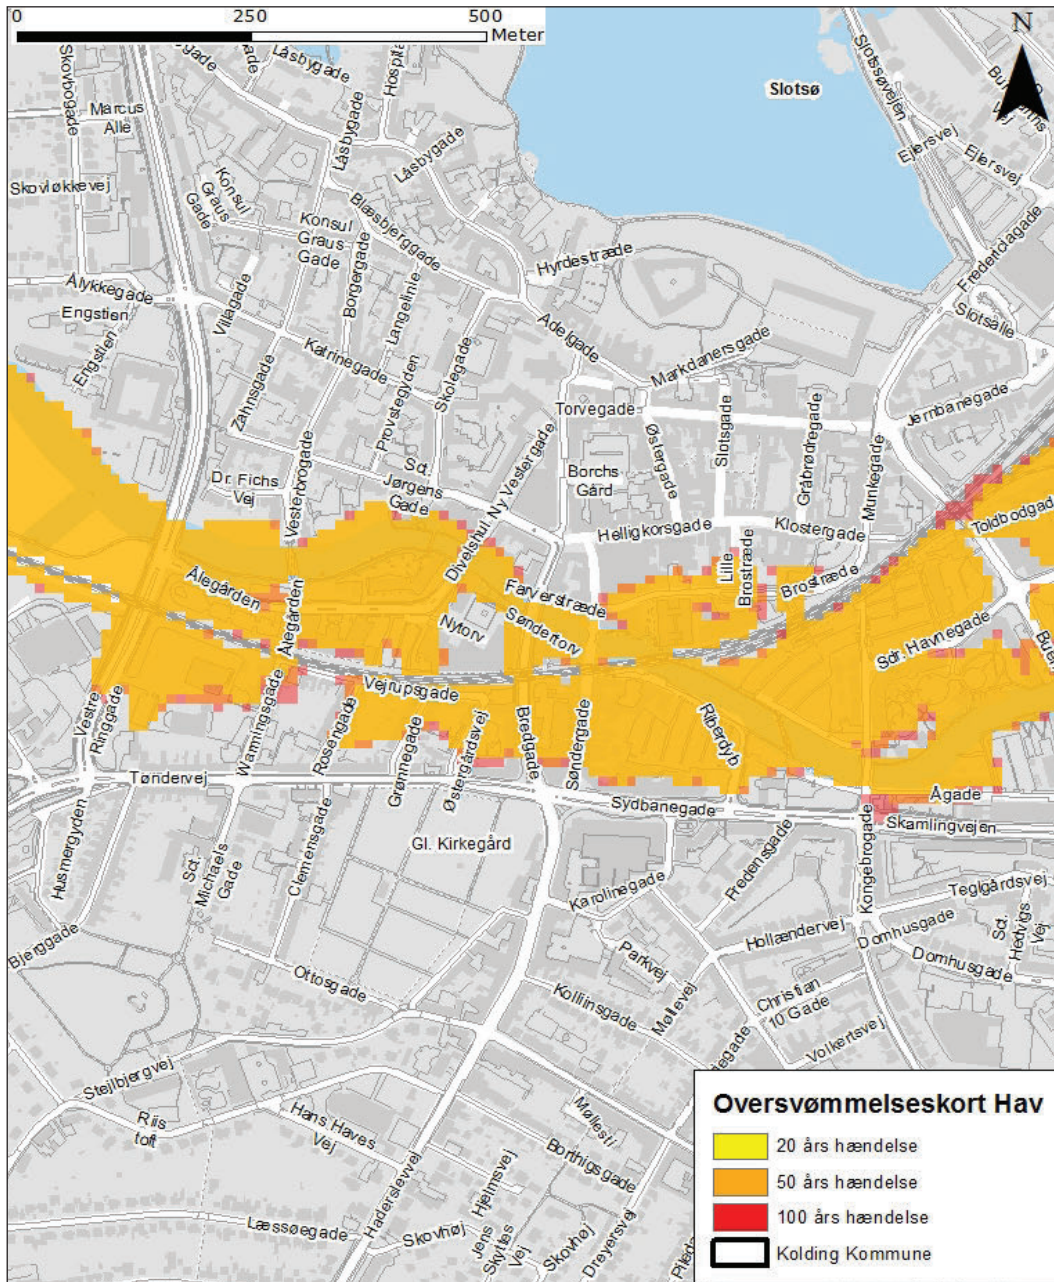 0
250
500
Meter
N
Slotsø
Slotssøvejen
Ejlersvej
Ejlersvej
Fredericiagade
Slotsalle
Jernbanegade
Skovbogade
Marcus
Alle
Skovløkkevej
Låsbygade
Låsbygade
Låsbygade
Konsul
Graus
Gade
Konsul
Graus
Gade
Blæsbjerggade
Borgergade
Langelinie
Hyrdestræde
Ålykkegade
Engstien
Engstien
Villagade
Katrinegade
Zahnsgade
Provstegyden
Skolegade
Adelgade
Markdanersgade
Torvegade
Østergade
Slotsgade
Gråbrødregade
Munkegade
Borchs
Gård
Sct.
Jørgens
Gade
Ny Vestergade
Dr. Fichs
Vej
Vesterbrogade
Helligkorsgade
Klostergade
Toldbodgade
Divelshul
Lille
Brostræde
Brostræde
Ålegården
Ålegården
Farverstræde
Nytorv
Søndertorv
Sdr. Havnegade
Vejrupsgade
Vestre
Ringgade
Wamningsgade
Rosengade
Grønnegade
Østergårdsvej
Bredgade
Søndergade
Riberdyb
Tøndervej
Sydbanegade
Ågade
Skamlingvejen
Husmergyden
Sct.
Michaels
Gade
Clemensgade
Gl. Kirkegård
Karolinegade
Fredensgade
Kongebrogade
Teglgårdsvej
Sct.
Hedvigs
Vej
Hollændervej
Domhusgade
Domhusgade
Bjerggade
Ottosgade
Parkvej
Kolliinsgade
Møllevej
Christian
10 Gade
Volkertsvej
Stejlbjergvej
Riis
toft
Hans Haves
Vej
Haderslevvej
Borthigsgade
Hjelmsvej
Læssøegade
Skovhøj
Jens
Skyttes
Vej
Skovhøj
Dreyersvej
Oversvømmelseskort Hav
20 års hændelse
50 års hændelse
100 års hændelse
Kolding Kommune